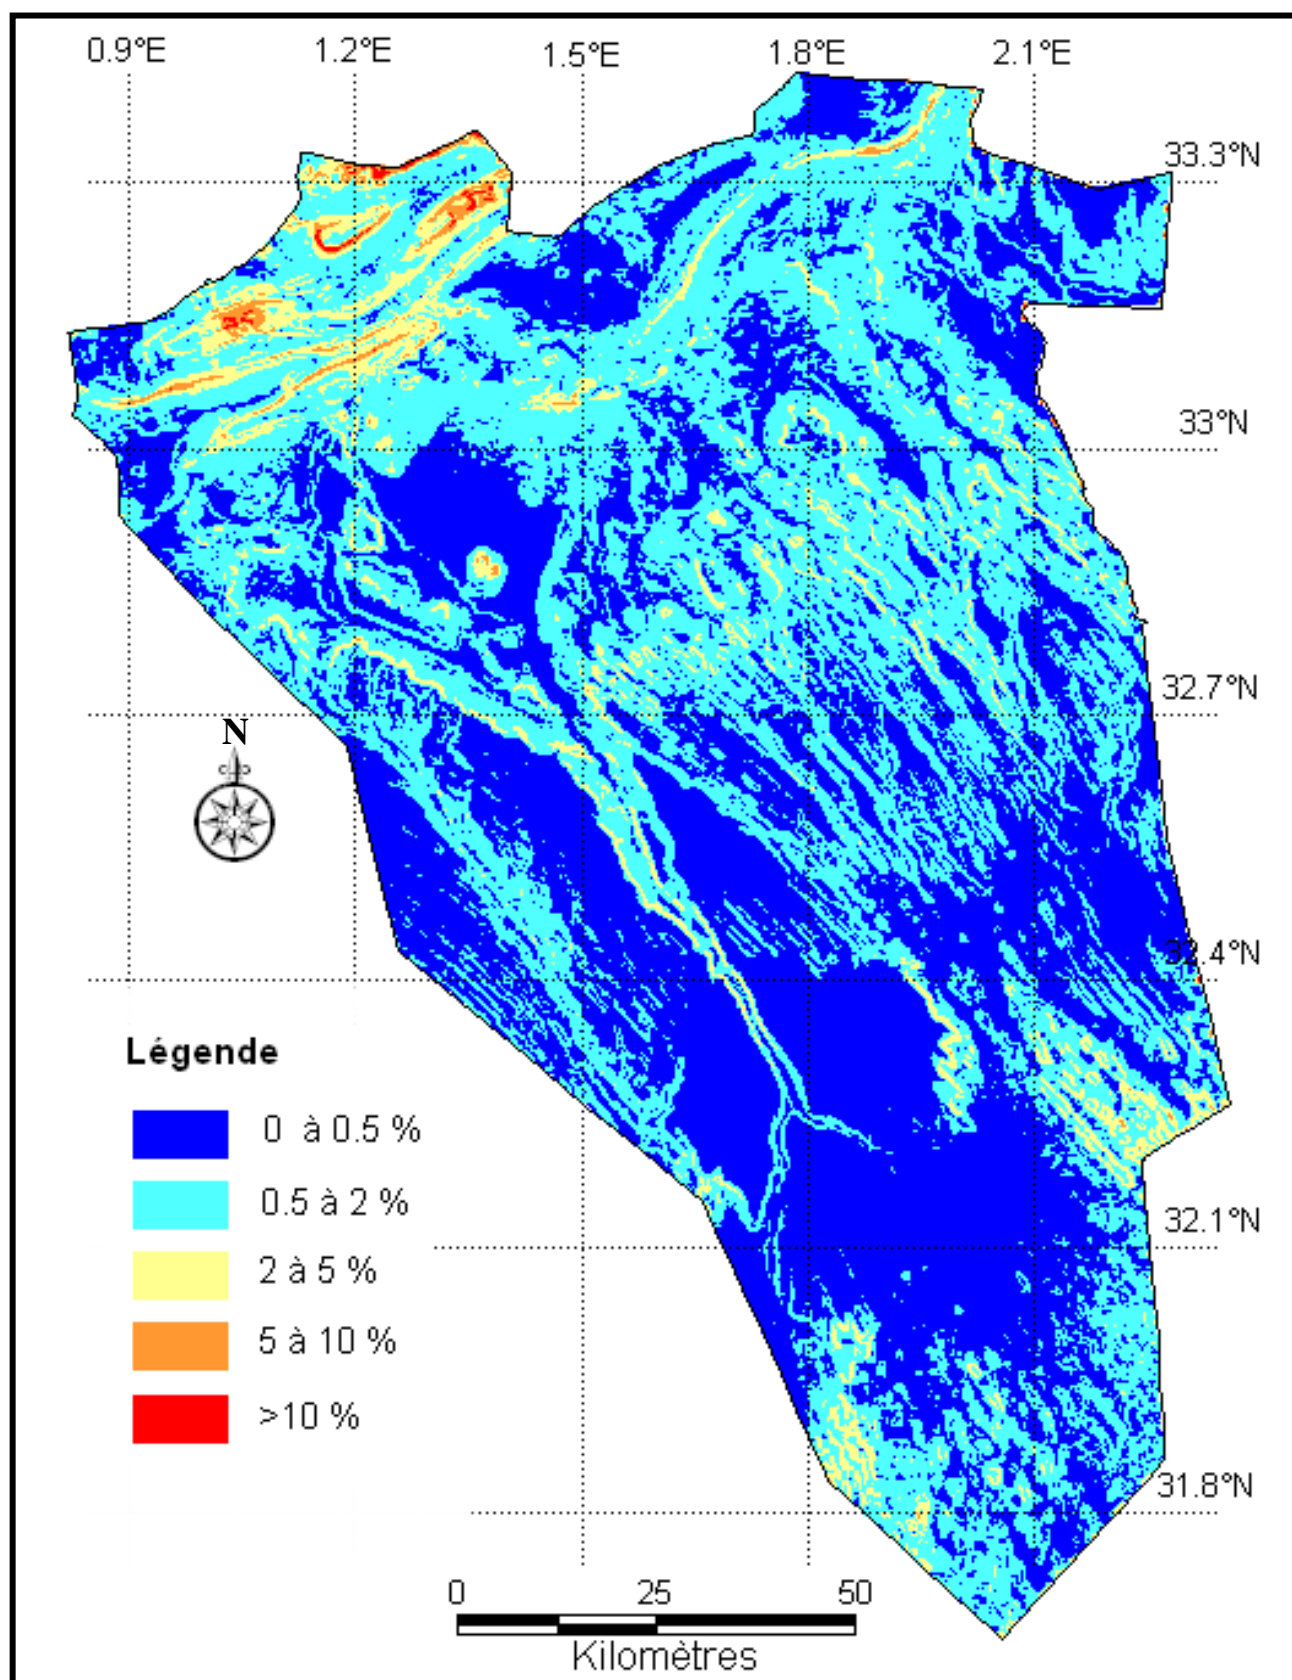 0.9°E 1.2°E 1.5°E 1.8°E 2.1°E
33.3°N
33°N
32.7°N
N
32.4°N
Légende
0 à 0.5 %
0.5 à 2 %
32.1°N
2 à 5 %
5 à 10 %
>10 %
31.8°N
0 25 50
Kilomètres